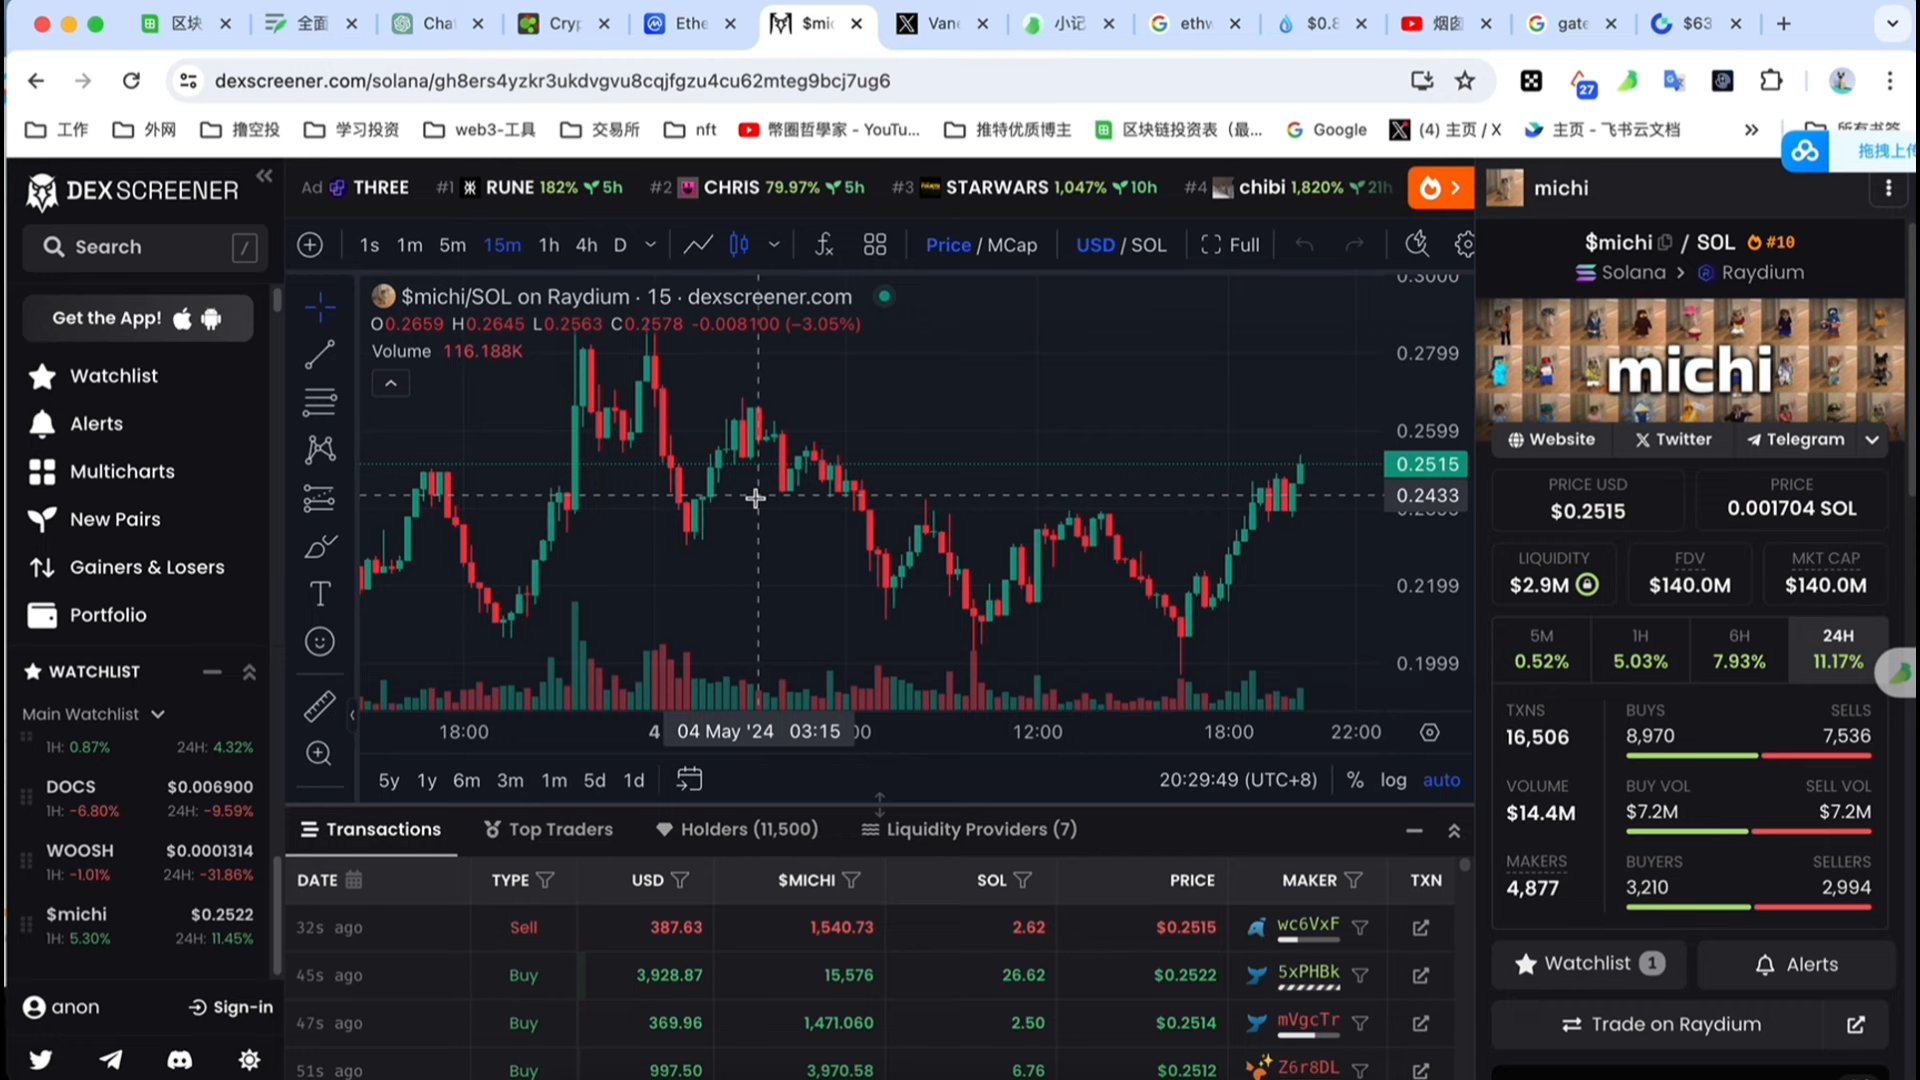 区块
全面
Cha
Cryp
Ethe
$mic
Van
小记
ethw
$0.8
烟囱
gate
$63
dexscreener.com/solana/gh8ers4yzkr3ukdvgvu8cqjfgzu4cu62mteg9bcj7ug6
27
工作
外网
撸空投
学习投资
web3-工具
交易所
nft
幣圈哲學家 - YouTu...
推特优质博主
区块链投资表（最...
Google
(4) 主页 / X
主页 - 飞书云文档
»
所有书签
拖拽上传
DEXSCREENER
Search
/
Get the App!
Watchlist
Alerts
Multicharts
New Pairs
Gainers & Losers
Portfolio
WATCHLIST
Main Watchlist
1H: 0.87% 24H: 4.32%
DOCS $0.006900
1H: -6.80% 24H: -9.59%
WOOSH $0.0001314
1H: -1.01% 24H: -31.86%
$michi $0.2522
1H: 5.30% 24H: 11.45%
anon
Sign-in
Ad THREE #1 RUNE 182% 5h #2 CHRIS 79.97% 5h #3 STARWARS 1,047% 10h #4 chibi 1,820% 21h
1s 1m 5m 15m 1h 4h D Price / MCap USD / SOL Full
$michi/SOL on Raydium · 15 · dexscreener.com
O0.2659 H0.2645 L0.2563 C0.2578 -0.008100 (−3.05%)
Volume 116.188K
0.3000
0.2799
0.2599
0.2515
0.2433
0.2199
0.1999
18:00 4 04 May '24 03:15 12:00 18:00 22:00
5y 1y 6m 3m 1m 5d 1d
20:29:49 (UTC+8) % log auto
Transactions Top Traders Holders (11,500) Liquidity Providers (7)
DATE TYPE USD $MICHI SOL PRICE MAKER TXN
32s ago Sell 387.63 1,540.73 2.62 $0.2515 wc6VxF
45s ago Buy 3,928.87 15,576 26.62 $0.2522 5xPHBk
47s ago Buy 369.96 1,471.060 2.50 $0.2514 mVgcTr
51s ago Buy 997.50 3,970.58 6.76 $0.2512 Z6r8DL
michi
$michi / SOL #10
Solana > Raydium
michi
Website
Twitter
Telegram
PRICE USD
$0.2515
PRICE
0.001704 SOL
LIQUIDITY
$2.9M
FDV
$140.0M
MKT CAP
$140.0M
5M
0.52%
1H
5.03%
6H
7.93%
24H
11.17%
TXNS
16,506
BUYS SELLS
8,970 7,536
VOLUME
$14.4M
BUY VOL SELL VOL
$7.2M $7.2M
MAKERS
4,877
BUYERS SELLERS
3,210 2,994
Watchlist 1
Alerts
Trade on Raydium